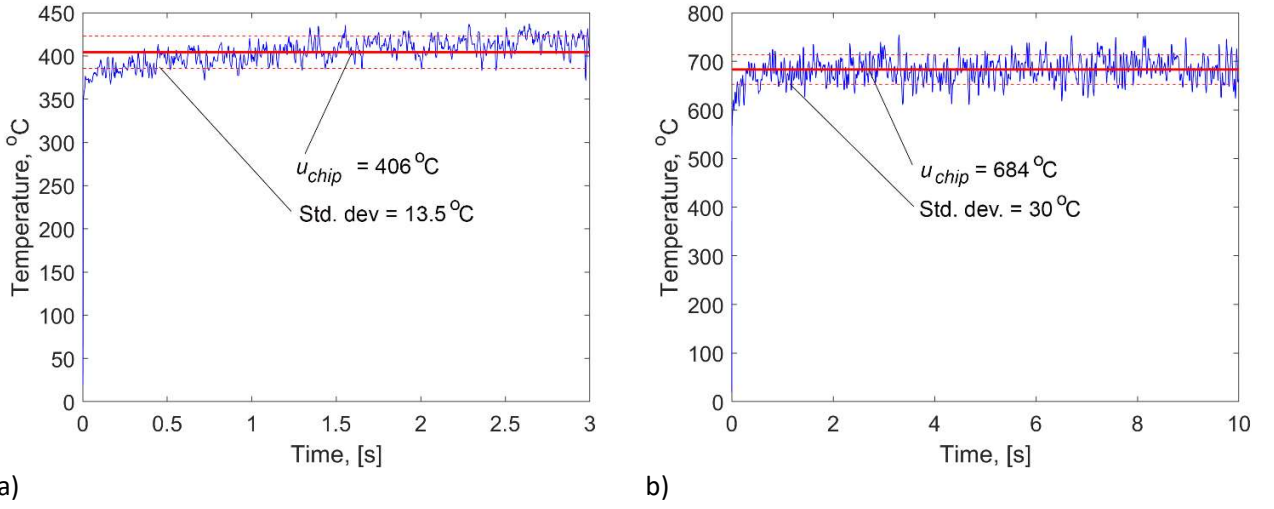 450
400
350
300
250
200
150
100
50
0
Temperature, °C
u_chip = 406 °C
Std. dev = 13.5 °C
0 0.5 1 1.5 2 2.5 3
Time, [s]
a)
800
700
600
500
400
300
200
100
0
Temperature, °C
u_chip = 684 °C
Std. dev. = 30 °C
0 2 4 6 8 10
Time, [s]
b)